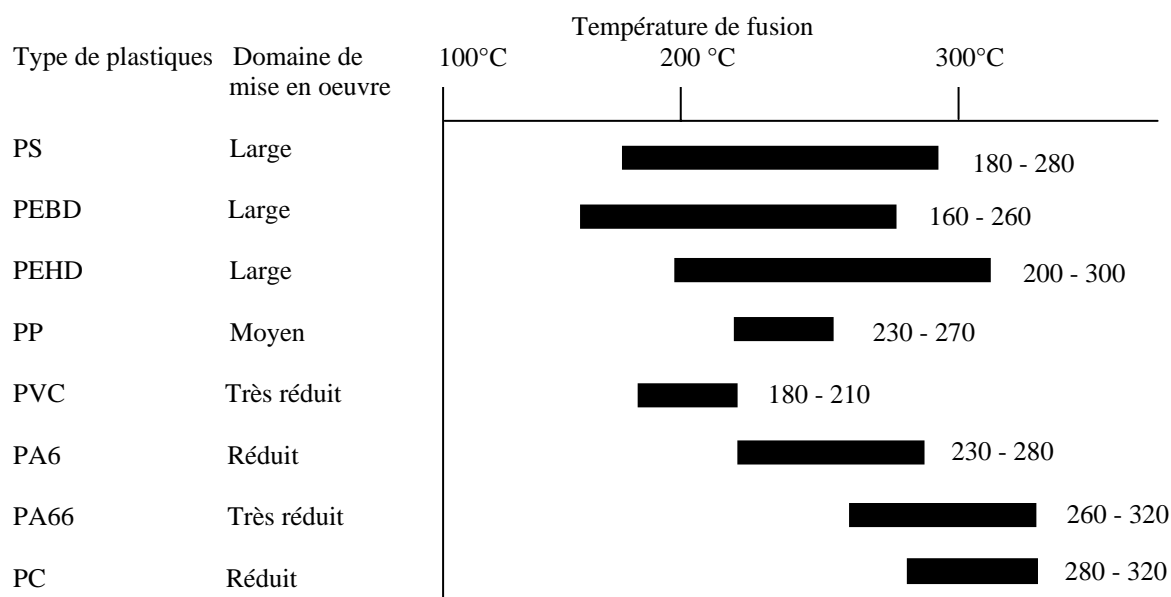 Température de fusion
Type de plastiques Domaine de mise en oeuvre 100°C 200 °C 300°C
PS Large 180 - 280
PEBD Large 160 - 260
PEHD Large 200 - 300
PP Moyen 230 - 270
PVC Très réduit 180 - 210
PA6 Réduit 230 - 280
PA66 Très réduit 260 - 320
PC Réduit 280 - 320